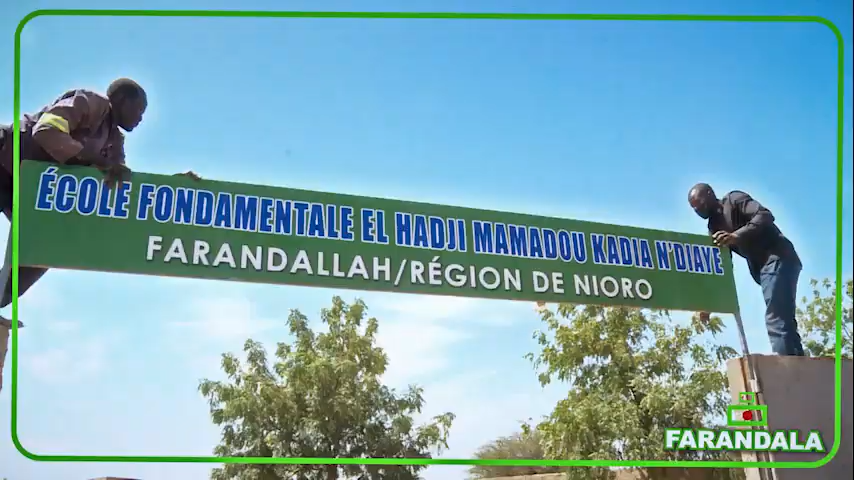 ÉCOLE FONDAMENTALE EL HADJI MAMADOU KADIA N'DIAYE
FARANDALLAH/RÉGION DE NIORO
FARANDALA